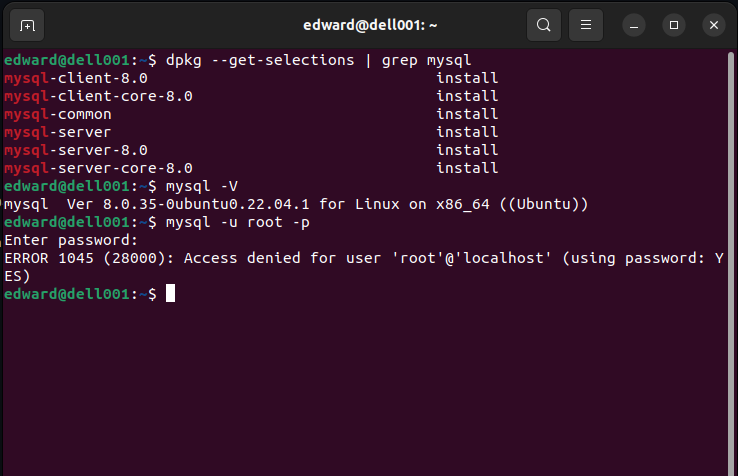 edward@dell001: ~
edward@dell001:~$ dpkg --get-selections | grep mysql
mysql-client-8.0 install
mysql-client-core-8.0 install
mysql-common install
mysql-server install
mysql-server-8.0 install
mysql-server-core-8.0 install
edward@dell001:~$ mysql -V
mysql  Ver 8.0.35-0ubuntu0.22.04.1 for Linux on x86_64 ((Ubuntu))
edward@dell001:~$ mysql -u root -p
Enter password:
ERROR 1045 (28000): Access denied for user 'root'@'localhost' (using password: Y
ES)
edward@dell001:~$